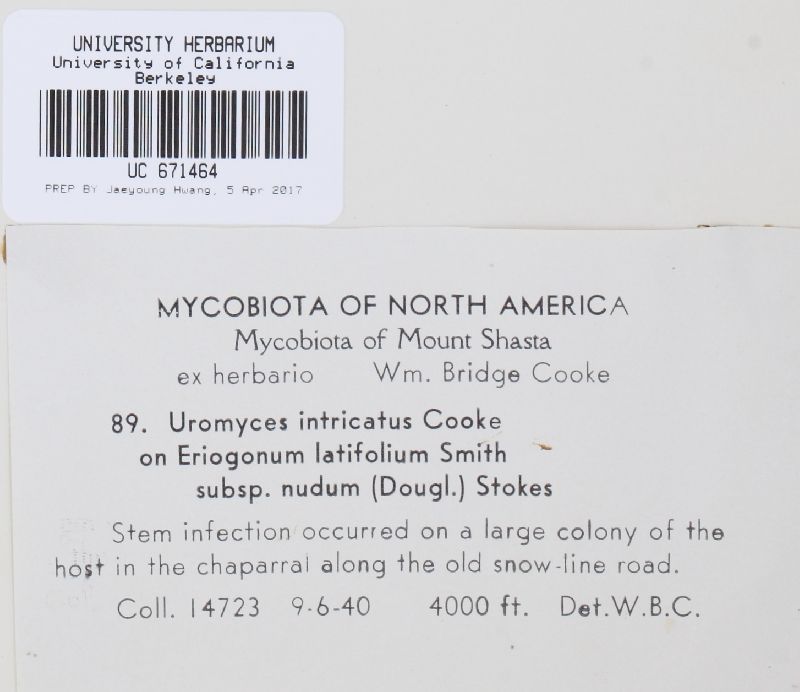 UNIVERSITY HERBARIUM
University of California
Berkeley
UC 671464
PREP BY Jaeyoung Hwang, 5 Apr 2017
MYCOBIOTA OF NORTH AMERICA
Mycobiota of Mount Shasta
ex herbario Wm. Bridge Cooke
89. Uromyces intricatus Cooke
on Eriogonum latifolium Smith
subsp. nudum (Dougl.) Stokes
Stem infection occurred on a large colony of the
host in the chaparral along the old snow-line road.
Coll. 14723 9-6-40 4000 ft. Det.W.B.C.